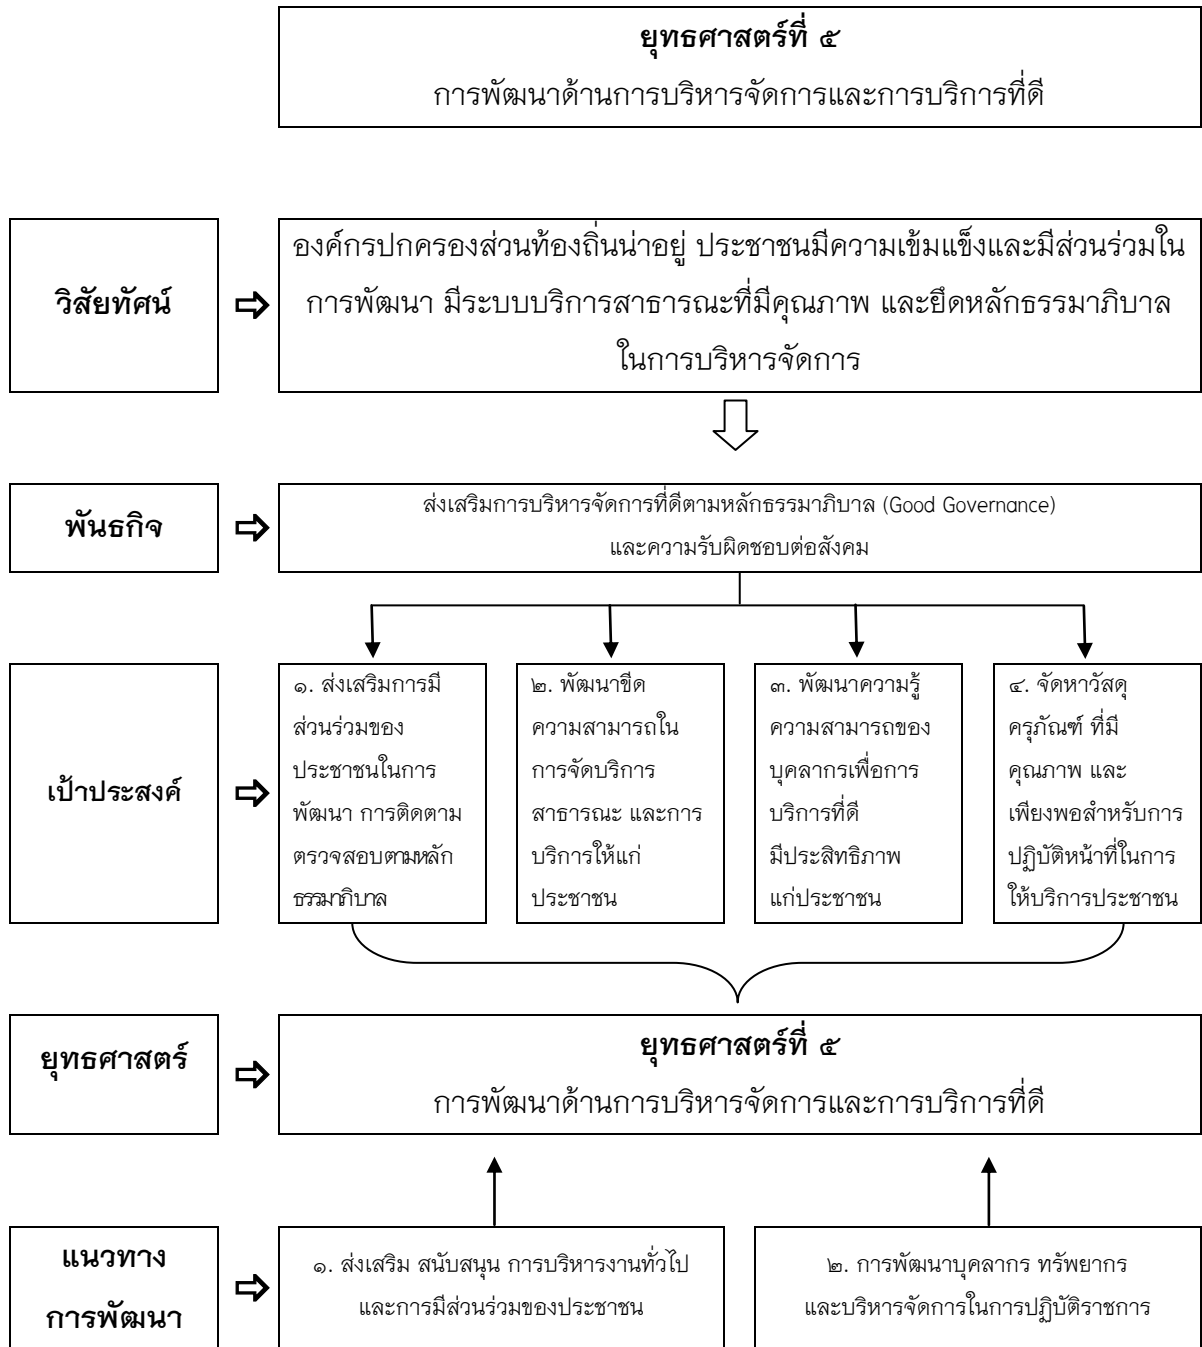 ยุทธศาสตร์ที่ ๕
การพัฒนาด้านการบริหารจัดการและการบริการที่ดี
วิสัยทัศน์
องค์กรปกครองส่วนท้องถิ่นน่าอยู่ ประชาชนมีความเข้มแข็งและมีส่วนร่วมใน
การพัฒนา มีระบบบริการสาธารณะที่มีคุณภาพ และยึดหลักธรรมาภิบาล
ในการบริหารจัดการ
พันธกิจ
ส่งเสริมการบริหารจัดการที่ดีตามหลักธรรมาภิบาล (Good Governance)
และความรับผิดชอบต่อสังคม
เป้าประสงค์
๑. ส่งเสริมการมี
ส่วนร่วมของ
ประชาชนในการ
พัฒนา การติดตาม
ตรวจสอบตามหลัก
ธรรมาภิบาล
๒. พัฒนาขีด
ความสามารถใน
การจัดบริการ
สาธารณะ และการ
บริการให้แก่
ประชาชน
๓. พัฒนาความรู้
ความสามารถของ
บุคลากรเพื่อการ
บริการที่ดี
มีประสิทธิภาพ
แก่ประชาชน
๔. จัดหาวัสดุ
ครุภัณฑ์ ที่มี
คุณภาพ และ
เพียงพอสำหรับการ
ปฏิบัติหน้าที่ในการ
ให้บริการประชาชน
ยุทธศาสตร์
ยุทธศาสตร์ที่ ๕
การพัฒนาด้านการบริหารจัดการและการบริการที่ดี
แนวทาง
การพัฒนา
๑. ส่งเสริม สนับสนุน การบริหารงานทั่วไป
และการมีส่วนร่วมของประชาชน
๒. การพัฒนาบุคลากร ทรัพยากร
และบริหารจัดการในการปฏิบัติราชการ